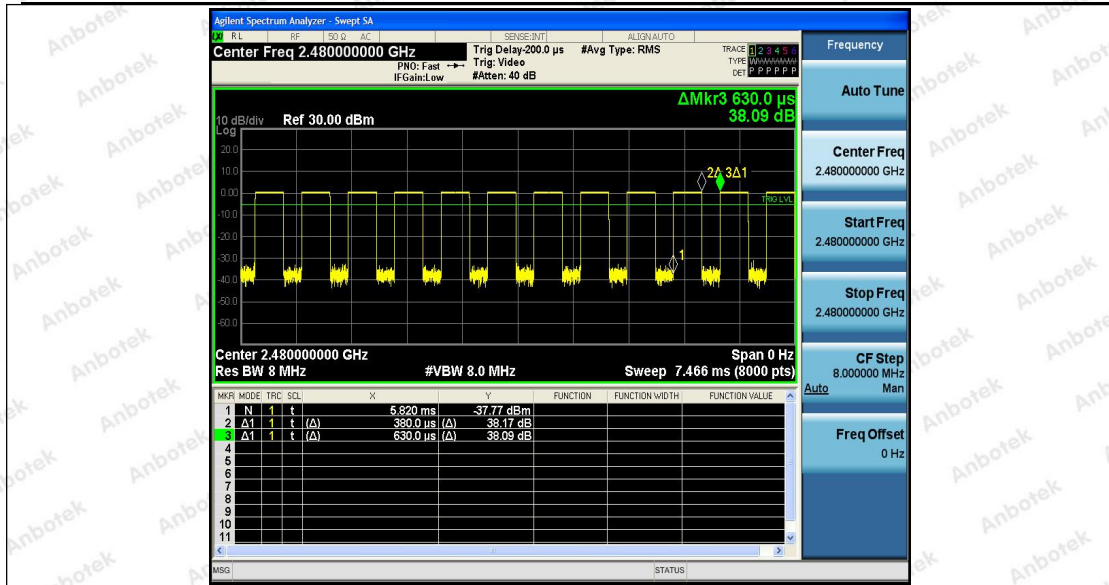 Agilent Spectrum Analyzer - Swept SA
RL RF 50 Ω AC SENSE:INT ALIGNAUTO
Center Freq 2.480000000 GHz
PNO: Fast
IFGain:Low
Trig Delay-200.0 µs
Trig: Video
#Atten: 40 dB
#Avg Type: RMS
TRACE 1 2 3 4 5 6
TYPE
DET P P P P P P
ΔMkr3 630.0 µs
38.09 dB
10 dB/div Ref 30.00 dBm
Log
20.0
10.0
0.00
-10.0
-20.0
-30.0
-40.0
-50.0
-60.0
2Δ 3Δ1
TRIG LVL
1
Center 2.480000000 GHz Span 0 Hz
Res BW 8 MHz #VBW 8.0 MHz Sweep 7.466 ms (8000 pts)
MKR MODE TRC SCL X Y FUNCTION FUNCTION WIDTH FUNCTION VALUE
1 N 1 t 5.820 ms -37.77 dBm
2 Δ1 1 t (Δ) 380.0 µs (Δ) 38.17 dB
3 Δ1 1 t (Δ) 630.0 µs (Δ) 38.09 dB
4
5
6
7
8
9
10
11
MSG STATUS
Frequency
Auto Tune
Center Freq
2.480000000 GHz
Start Freq
2.480000000 GHz
Stop Freq
2.480000000 GHz
CF Step
8.000000 MHz
Auto Man
Freq Offset
0 Hz
Anbotek